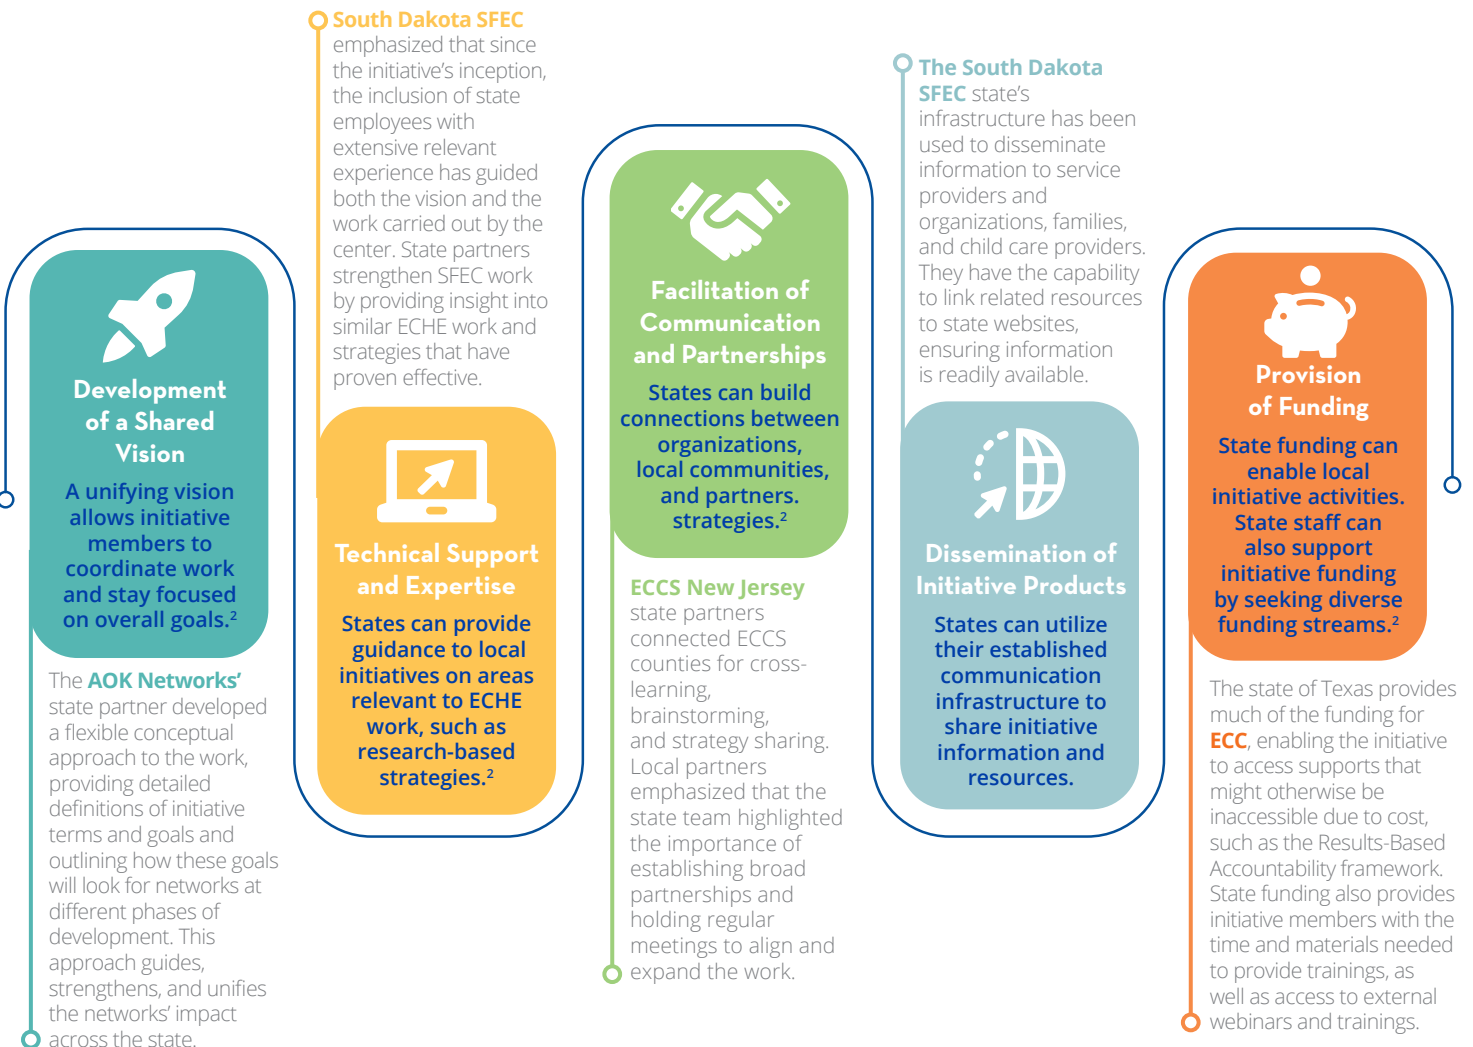 Development
of a Shared
Vision
A unifying vision
allows initiative
members to
coordinate work
and stay focused
on overall goals.²
The AOK Networks’
state partner developed
a flexible conceptual
approach to the work,
providing detailed
definitions of initiative
terms and goals and
outlining how these goals
will look for networks at
different phases of
development. This
approach guides,
strengthens, and unifies
the networks’ impact
across the state.
South Dakota SFEC
emphasized that since
the initiative’s inception,
the inclusion of state
employees with
extensive relevant
experience has guided
both the vision and the
work carried out by the
center. State partners
strengthen SFEC work
by providing insight into
similar ECHE work and
strategies that have
proven effective.
Technical Support
and Expertise
States can provide
guidance to local
initiatives on areas
relevant to ECHE
work, such as
research-based
strategies.²
Facilitation of
Communication
and Partnerships
States can build
connections between
organizations,
local communities,
and partners.
strategies.²
ECCS New Jersey
state partners
connected ECCS
counties for cross-
learning,
brainstorming,
and strategy sharing.
Local partners
emphasized that the
state team highlighted
the importance of
establishing broad
partnerships and
holding regular
meetings to align and
expand the work.
The South Dakota
SFEC state’s
infrastructure has been
used to disseminate
information to service
providers and
organizations, families,
and child care providers.
They have the capability
to link related resources
to state websites,
ensuring information
is readily available.
Dissemination of
Initiative Products
States can utilize
their established
communication
infrastructure to
share initiative
information and
resources.
Provision
of Funding
State funding can
enable local
initiative activities.
State staff can
also support
initiative funding
by seeking diverse
funding streams.²
The state of Texas provides
much of the funding for
ECC, enabling the initiative
to access supports that
might otherwise be
inaccessible due to cost,
such as the Results-Based
Accountability framework.
State funding also provides
initiative members with the
time and materials needed
to provide trainings, as
well as access to external
webinars and trainings.